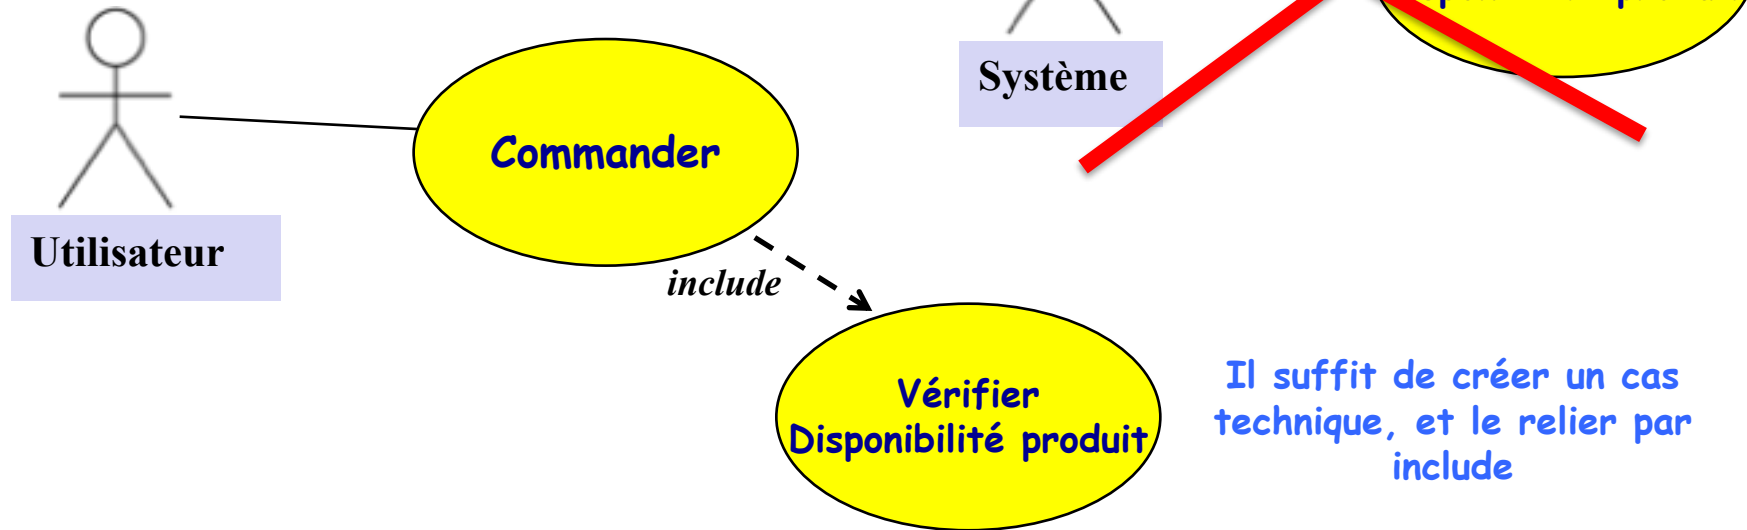 Système
Commander
Utilisateur
include
Vérifier
Disponibilité produit
Il suffit de créer un cas
technique, et le relier par
include